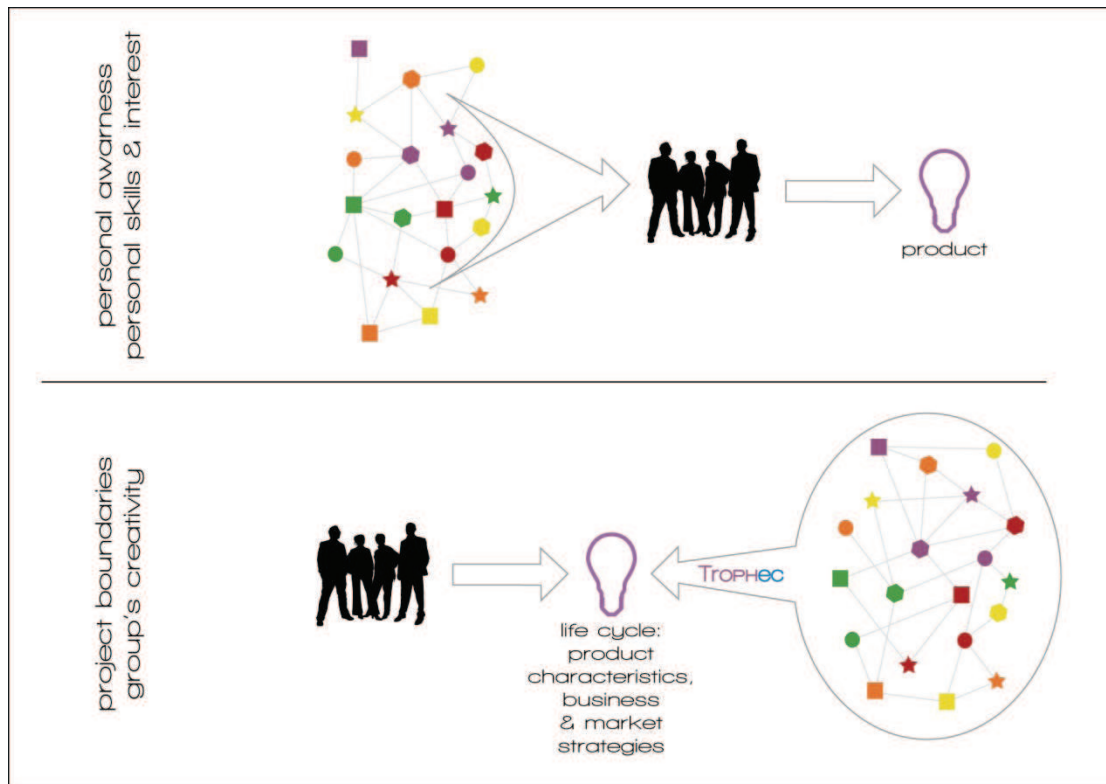 personal awarness
personal skills & interest
product
project boundaries
group's creativity
TROPHEC
life cycle:
product
characteristics,
business
& market
strategies